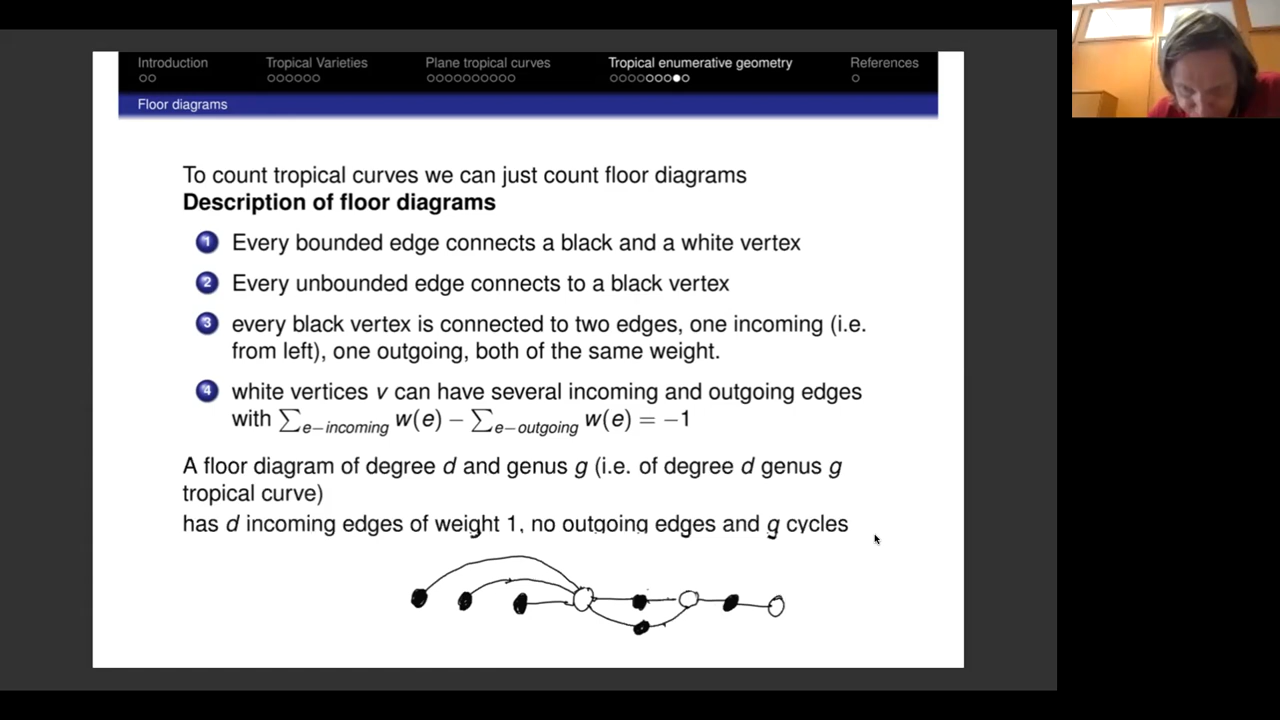 Introduction
Tropical Varieties
Plane tropical curves
Tropical enumerative geometry
References
Floor diagrams
To count tropical curves we can just count floor diagrams
Description of floor diagrams
1 Every bounded edge connects a black and a white vertex
2 Every unbounded edge connects to a black vertex
3 every black vertex is connected to two edges, one incoming (i.e.
from left), one outgoing, both of the same weight.
4 white vertices v can have several incoming and outgoing edges
with ∑e−incoming w(e) − ∑e−outgoing w(e) = −1
A floor diagram of degree d and genus g (i.e. of degree d genus g
tropical curve)
has d incoming edges of weight 1, no outgoing edges and g cycles